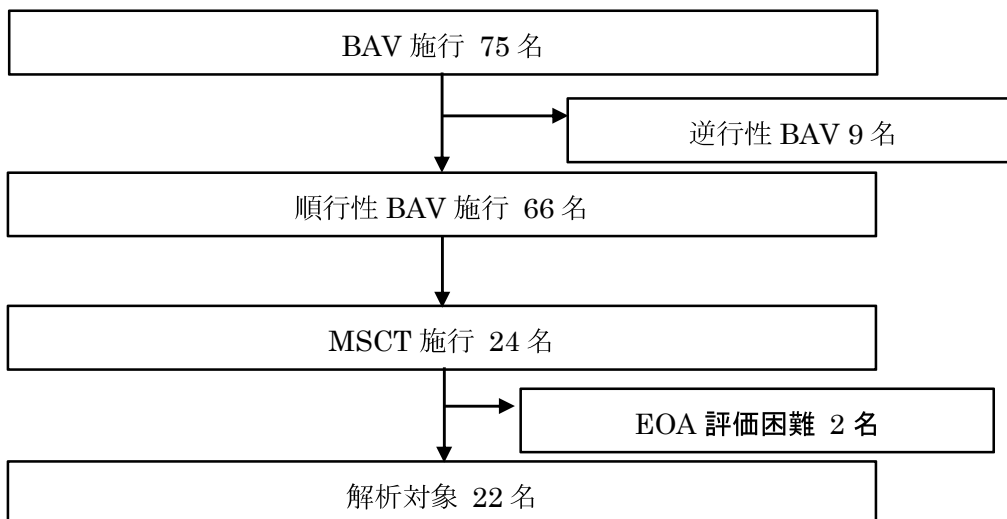 BAV 施行 75 名
逆行性 BAV 9 名
順行性 BAV 施行 66 名
MSCT 施行 24 名
EOA 評価困難 2 名
解析対象 22 名